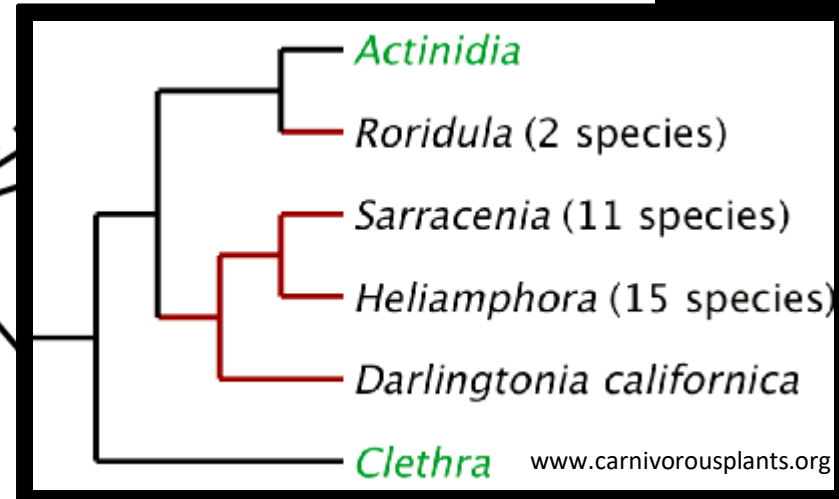 Actinidia
Roridula (2 species)
Sarracenia (11 species)
Heliamphora (15 species)
Darlingtonia californica
Clethra www.carnivorousplants.org